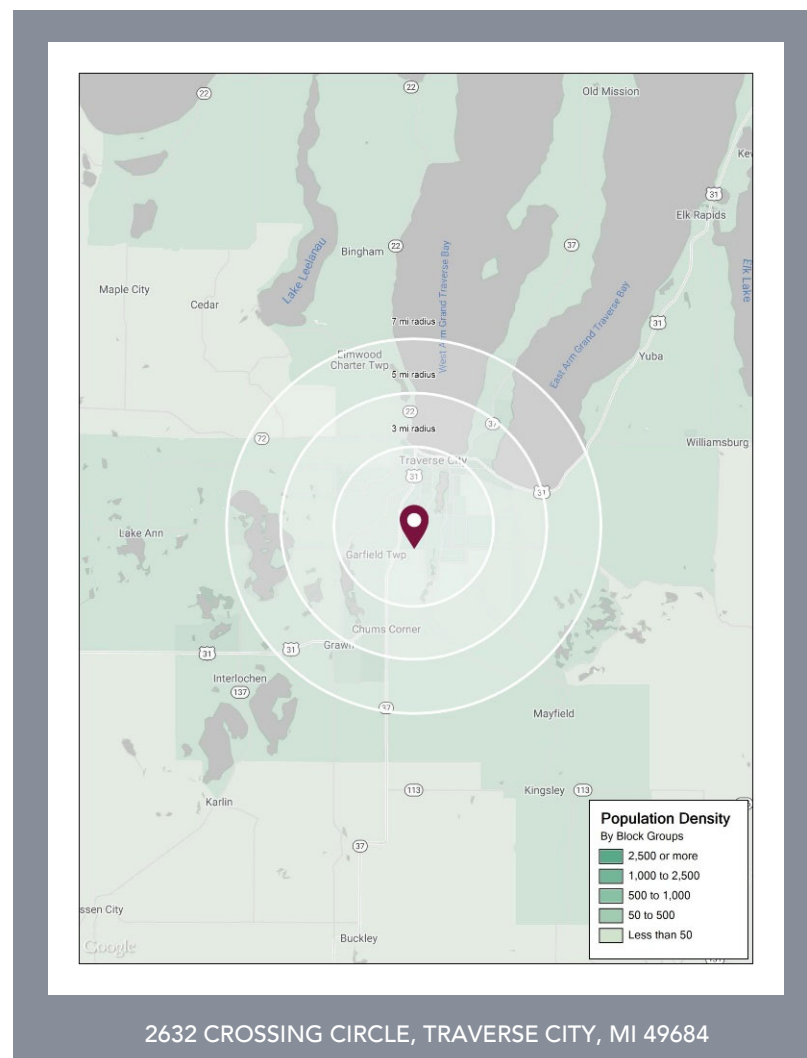 22
22
Old Mission
Ke
31
Elk Rapids
Bingham
22
37
Lake Leelanau
West Arm Grand Traverse Bay
Elk Lake
Maple City
Cedar
East Arm Grand Traverse Bay
7 mi radius
31
Elmwood
Charter Twp
Yuba
5 mi radius
22
37
3 mi radius
72
Williamsburg
Traverse City
31
31
Lake Ann
Garfield Twp
Chums Corner
Grawn
31
31
Interlochen
137
37
Mayfield
113
Kingsley
113
Karlin
Population Density
By Block Groups
2,500 or more
1,000 to 2,500
500 to 1,000
50 to 500
Less than 50
37
ssen City
Buckley
Google
131
2632 CROSSING CIRCLE, TRAVERSE CITY, MI 49684